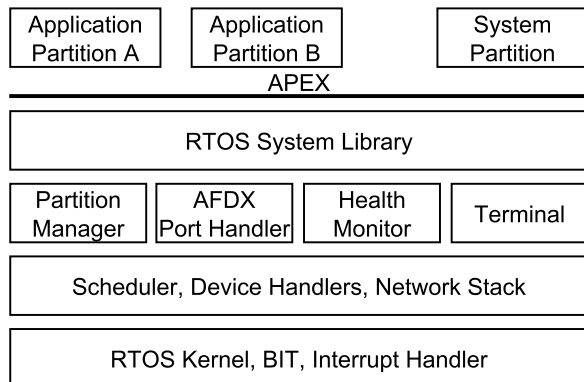 Application Partition A
Application Partition B
System Partition
APEX
RTOS System Library
Partition Manager
AFDX Port Handler
Health Monitor
Terminal
Scheduler, Device Handlers, Network Stack
RTOS Kernel, BIT, Interrupt Handler